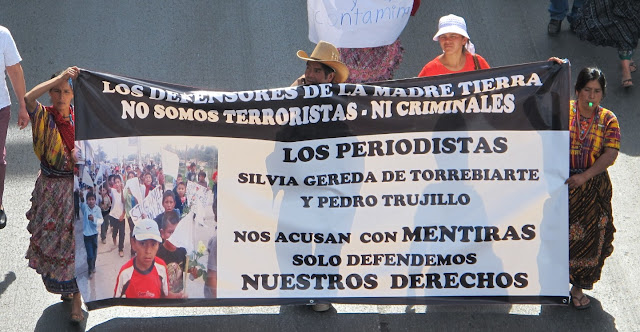 contamine
LOS DEFENSORES DE LA MADRE TIERRA
NO SOMOS TERRORISTAS - NI CRIMINALES
LOS PERIODISTAS
SILVIA GEREDA DE TORREBIARTE
Y PEDRO TRUJILLO
NOS ACUSAN CON MENTIRAS
SOLO DEFENDEMOS
NUESTROS DERECHOS